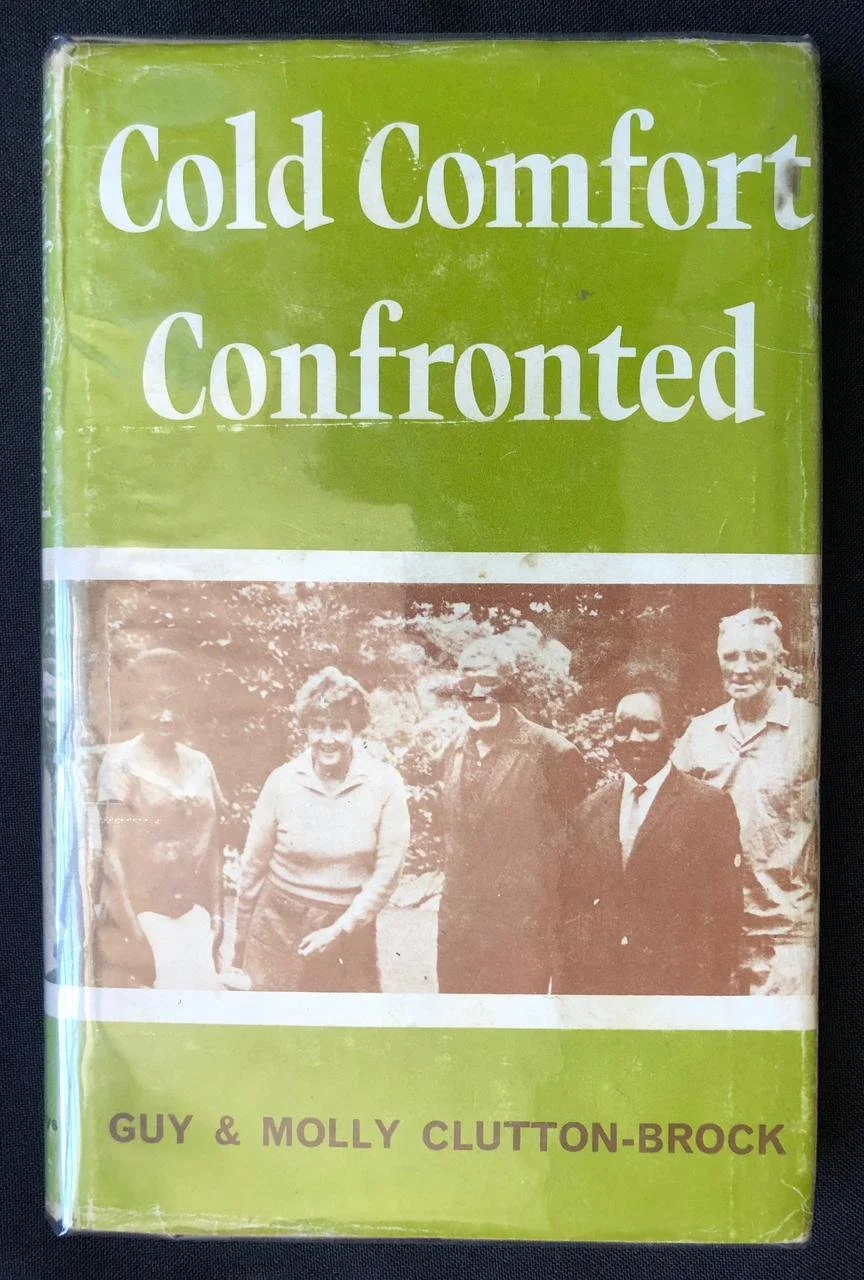 Cold Comfort
Confronted
GUY & MOLLY CLUTTON-BROCK